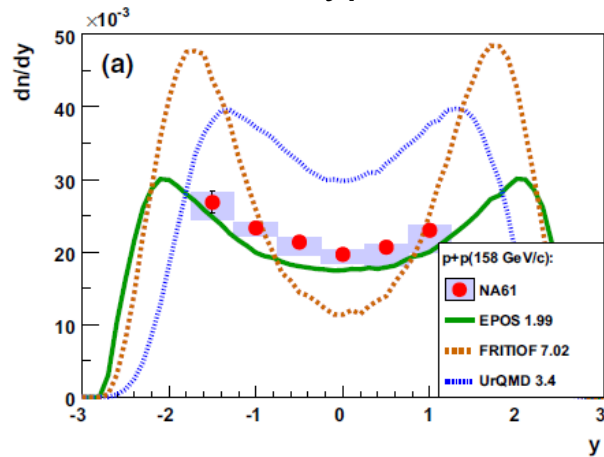 ×10⁻³
dn/dy
50
40
30
20
10
0
(a)
p+p(158 GeV/c):
NA61
EPOS 1.99
FRITIOF 7.02
UrQMD 3.4
-3 -2 -1 0 1 2 3
y